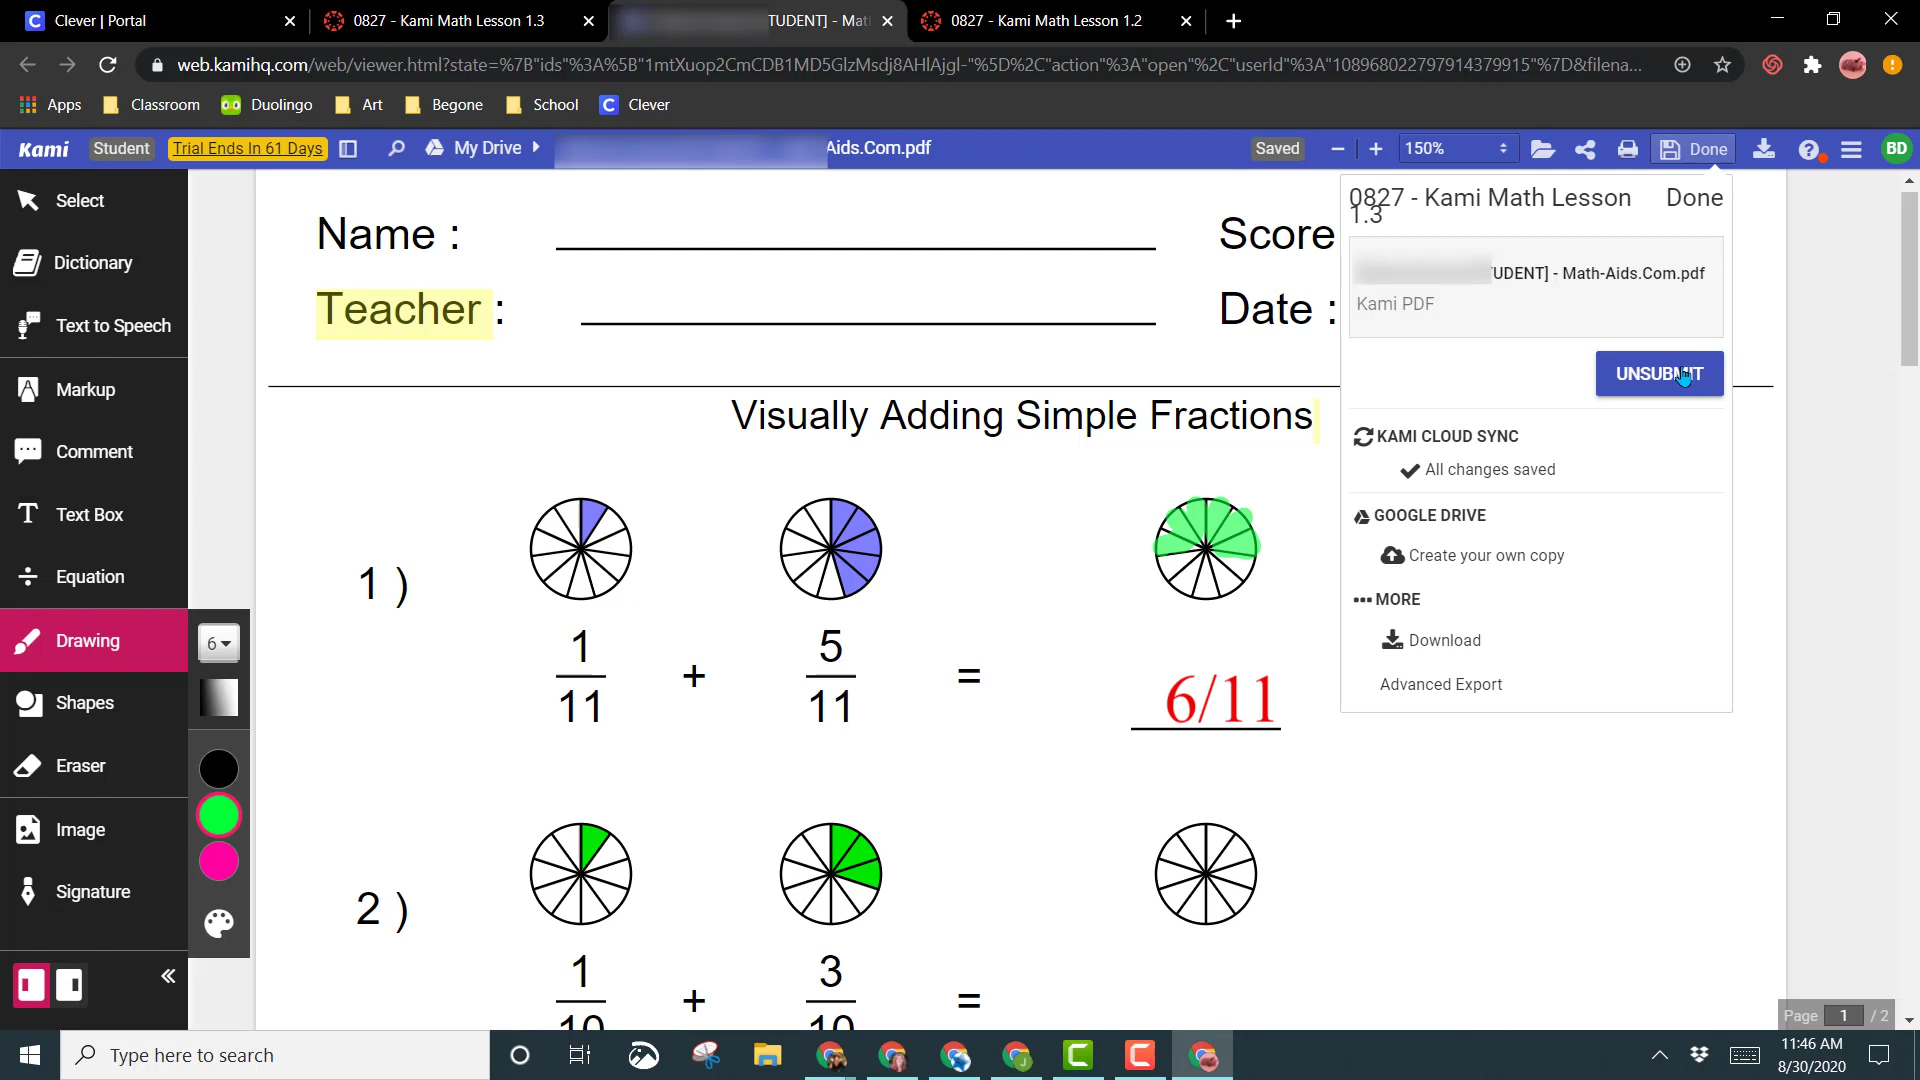 Clever | Portal
0827 - Kami Math Lesson 1.3
TUDENT] - Mat
0827 - Kami Math Lesson 1.2
web.kamihq.com/web/viewer.html?state=%7B"ids"%3A%5B"1mtXuop2CmCDB1MD5GlzMsdj8AHlAjgI-"%5D%2C"action"%3A"open"%2C"userId"%3A"108968022797914379915"%7D&filena...
Apps Classroom Duolingo Art Begone School Clever
Kami Student Trial Ends In 61 Days My Drive Aids.Com.pdf Saved 150% Done BD
Select
Dictionary
Text to Speech
Markup
Comment
Text Box
Equation
Drawing
Shapes
Eraser
Image
Signature
6
Name :
Score
Teacher :
Date :
Visually Adding Simple Fractions
1 )
1 5
+ = 6/11
11 11
2 )
1 3
+ =
10 10
0827 - Kami Math Lesson 1.3 Done
UDENT] - Math-Aids.Com.pdf
Kami PDF
UNSUBMIT
KAMI CLOUD SYNC
All changes saved
GOOGLE DRIVE
Create your own copy
MORE
Download
Advanced Export
Page 1 / 2
Type here to search
11:46 AM
8/30/2020